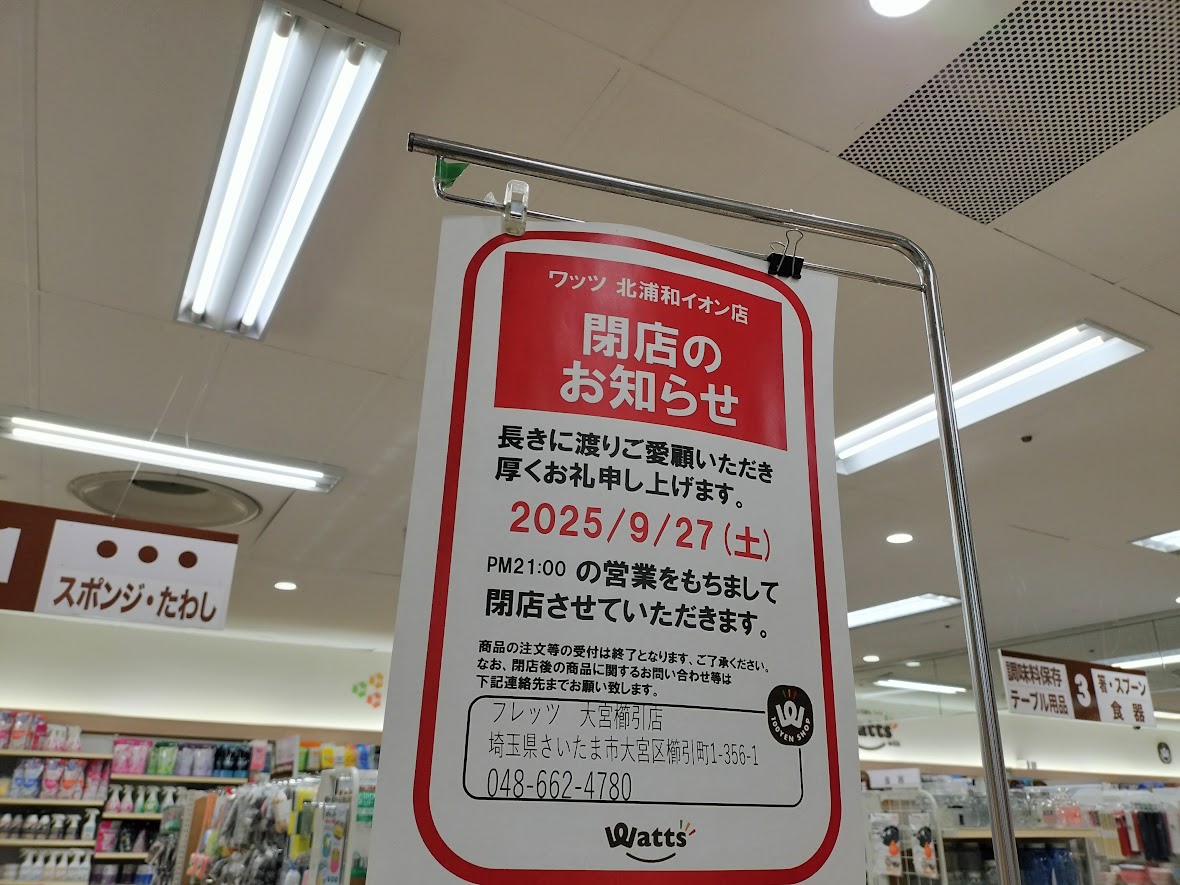 ワッツ 北浦和イオン店
閉店の
お知らせ
長きに渡りご愛顧いただき
厚くお礼申し上げます。
2025/9/27(土)
PM21:00 の営業をもちまして
閉店させていただきます。
商品の注文等の受付は終了となります、ご了承ください。
なお、閉店後の商品に関するお問い合わせ等は
下記連絡先までお願い致します。
フレッツ 大宮櫛引店
埼玉県さいたま市大宮区櫛引町1-356-1
048-662-4780
W
100YEN SHOP
Watts
1
スポンジ・たわし
調味料保存
テーブル用品
3
箸・スプーン
食器
atts